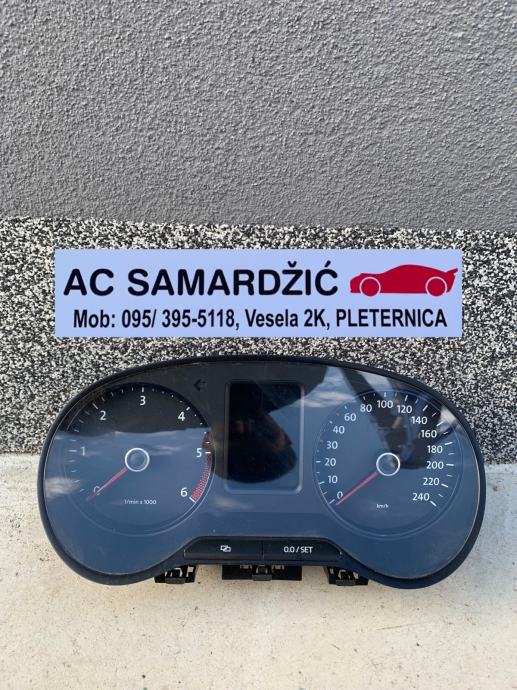 AC SAMARDŽIĆ
Mob: 095/ 395-5118, Vesela 2K, PLETERNICA
0 1 2 3 4 5 6
1/min x 1000
0 10 20 30 40 60 80 100 120 140 160 180 200 220 240
km/h
0.0 / SET